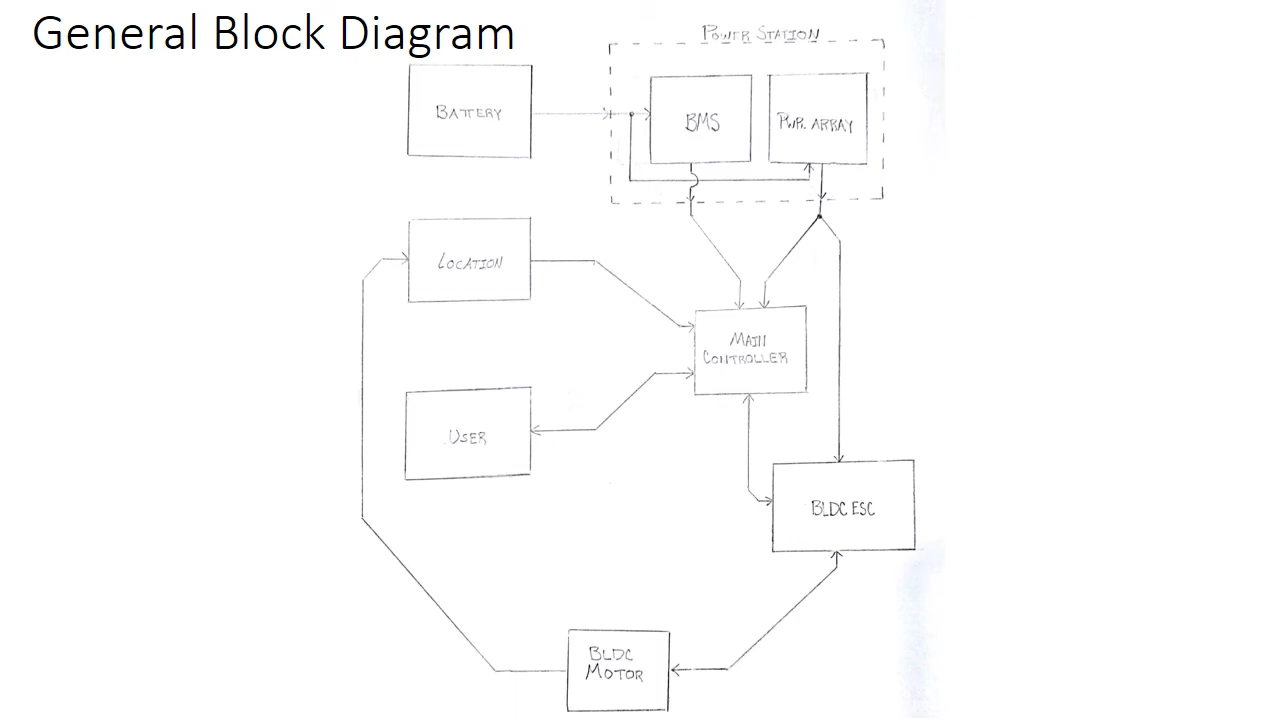 General Block Diagram
POWER STATION
BATTERY
BMS
PWR. ARRAY
LOCATION
MAIN
CONTROLLER
USER
BLDC ESC
BLDC
MOTOR